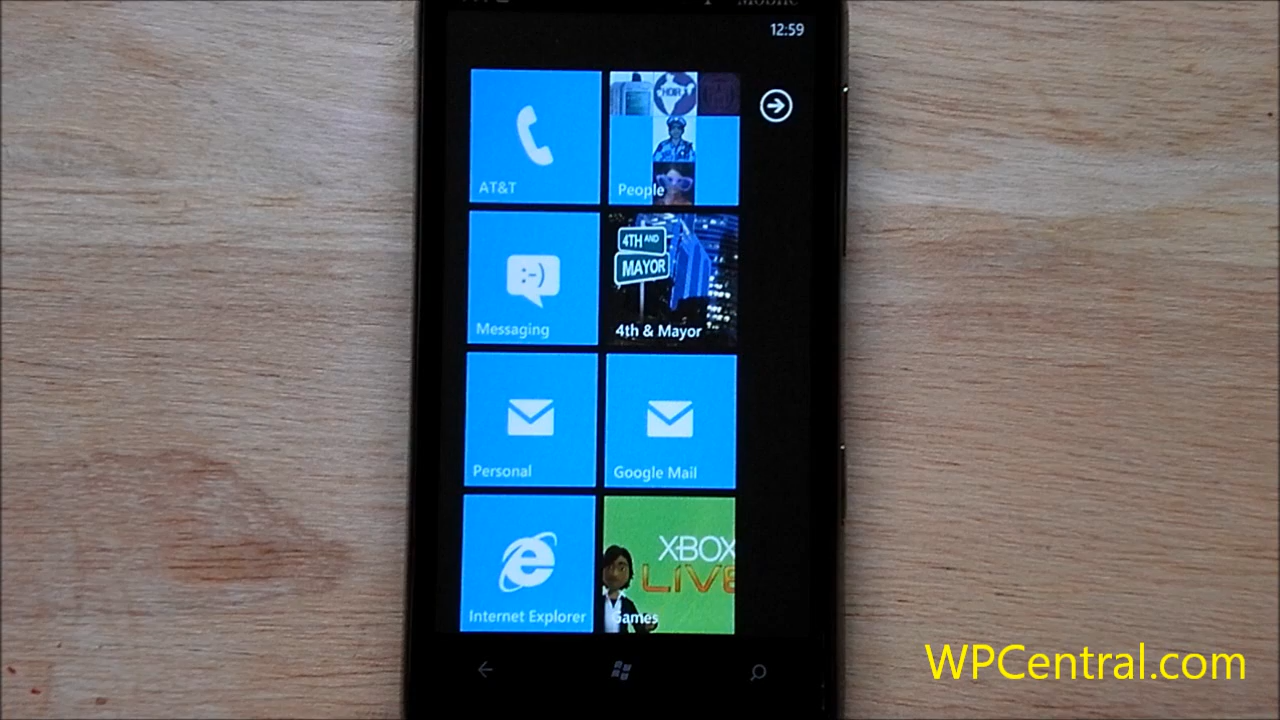 Mobile
12:59
AT&T
People
Messaging
4TH AND
MAYOR
4th & Mayor
Personal
Google Mail
Internet Explorer
XBOX
LIVE
Games
WPCentral.com